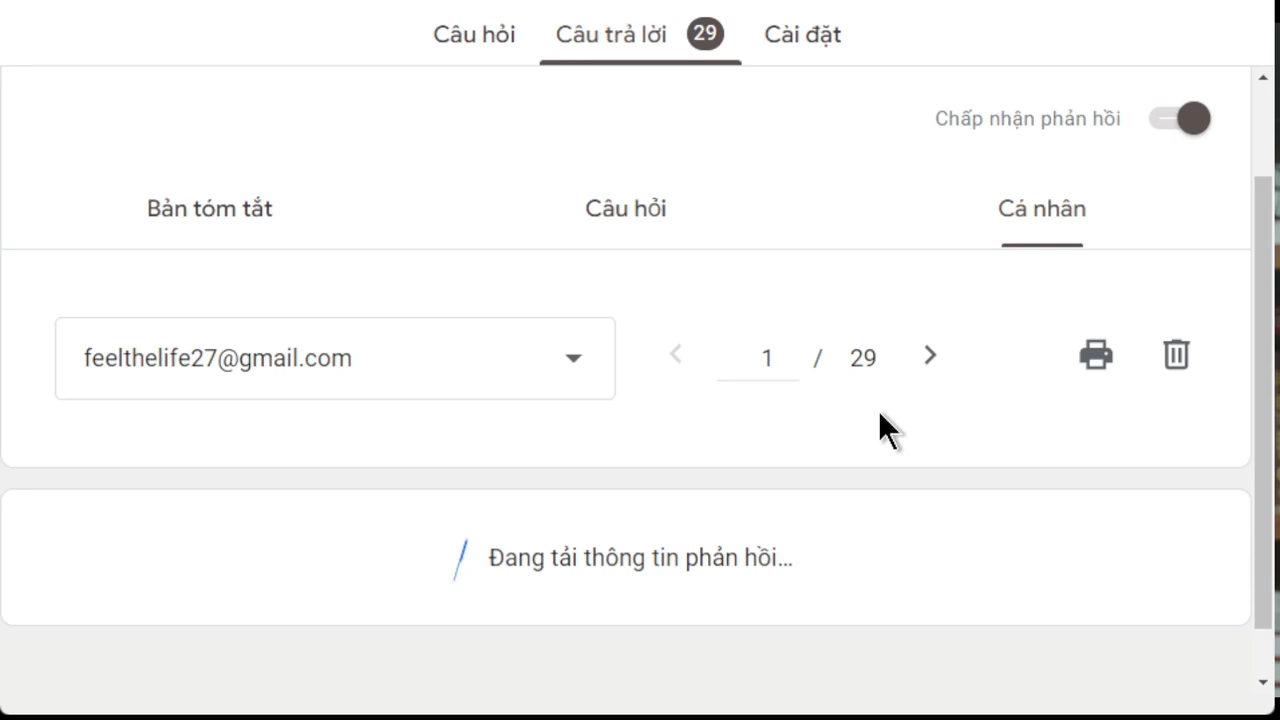 Câu hỏi Câu trả lời 29 Cài đặt
Chấp nhận phản hồi
Bản tóm tắt Câu hỏi Cá nhân
feelthelife27@gmail.com 1 / 29
Đang tải thông tin phản hồi...